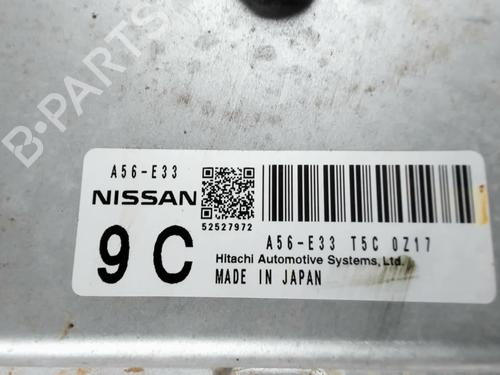 B-PARTS
A56-E33
NISSAN
52527972
9C
A56-E33 T5C 0Z17
Hitachi Automotive Systems, Ltd.
MADE IN JAPAN